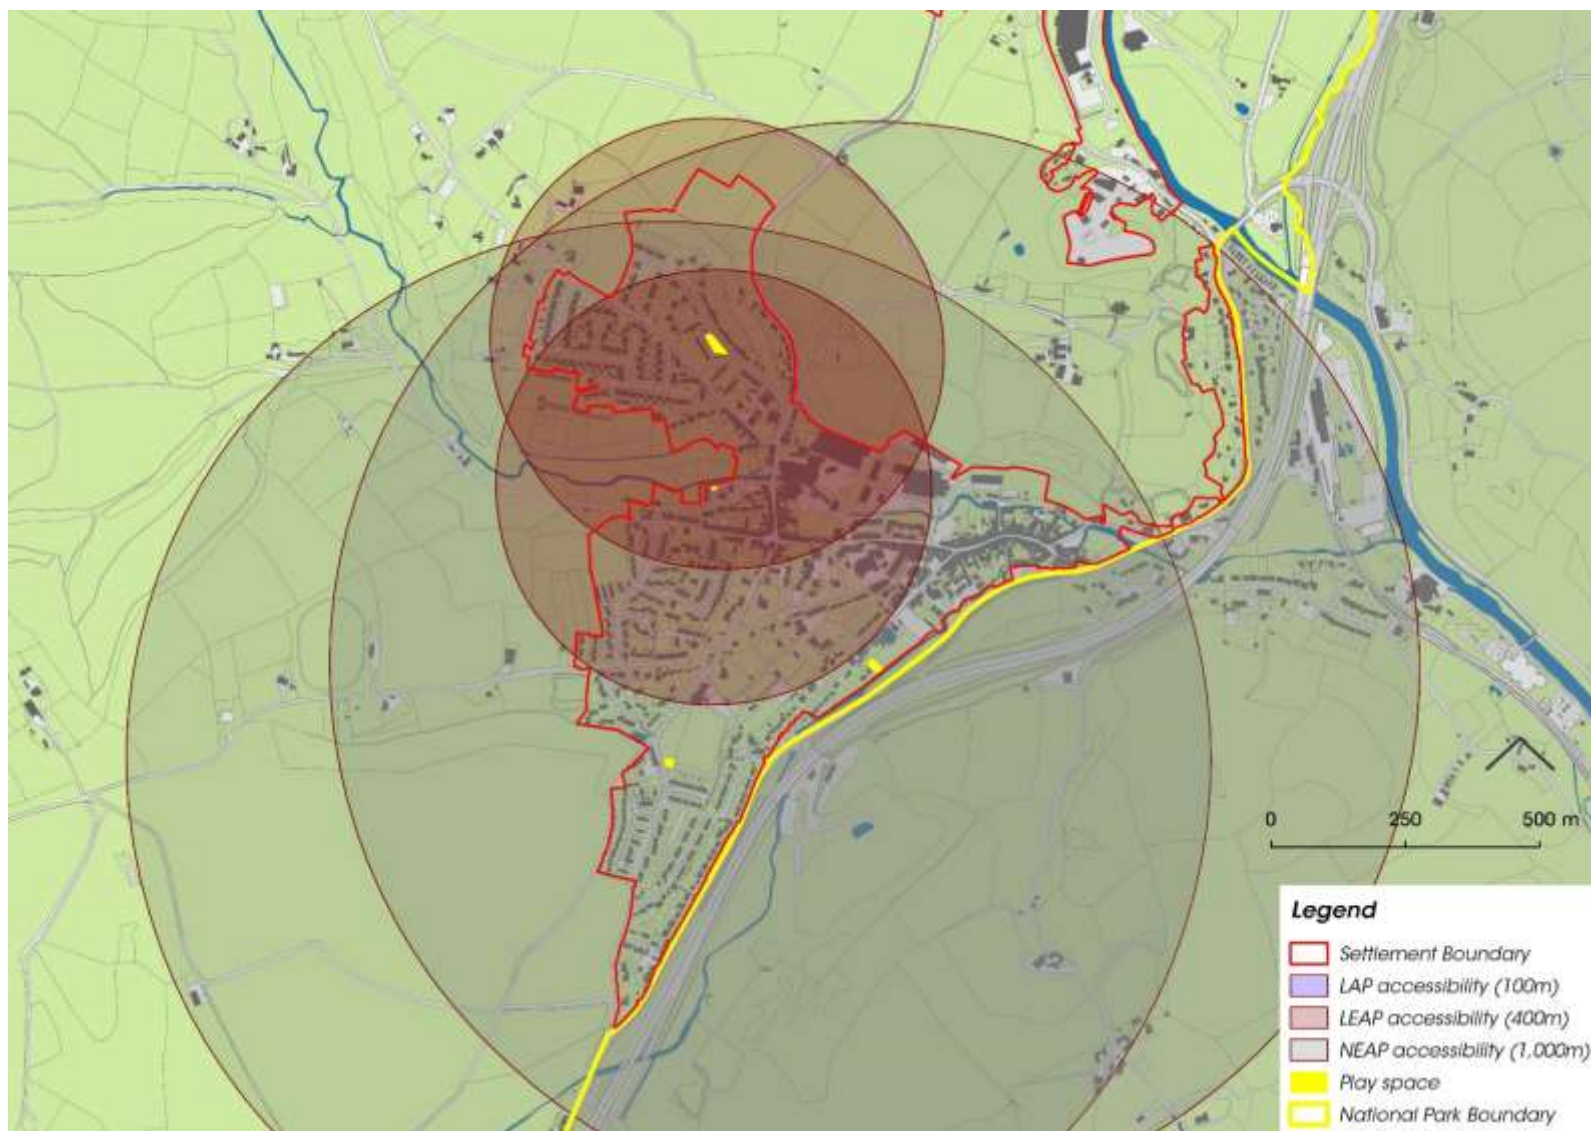 0 250 500 m
Legend
Settlement Boundary
LAP accessibility (100m)
LEAP accessibility (400m)
NEAP accessibility (1,000m)
Play space
National Park Boundary